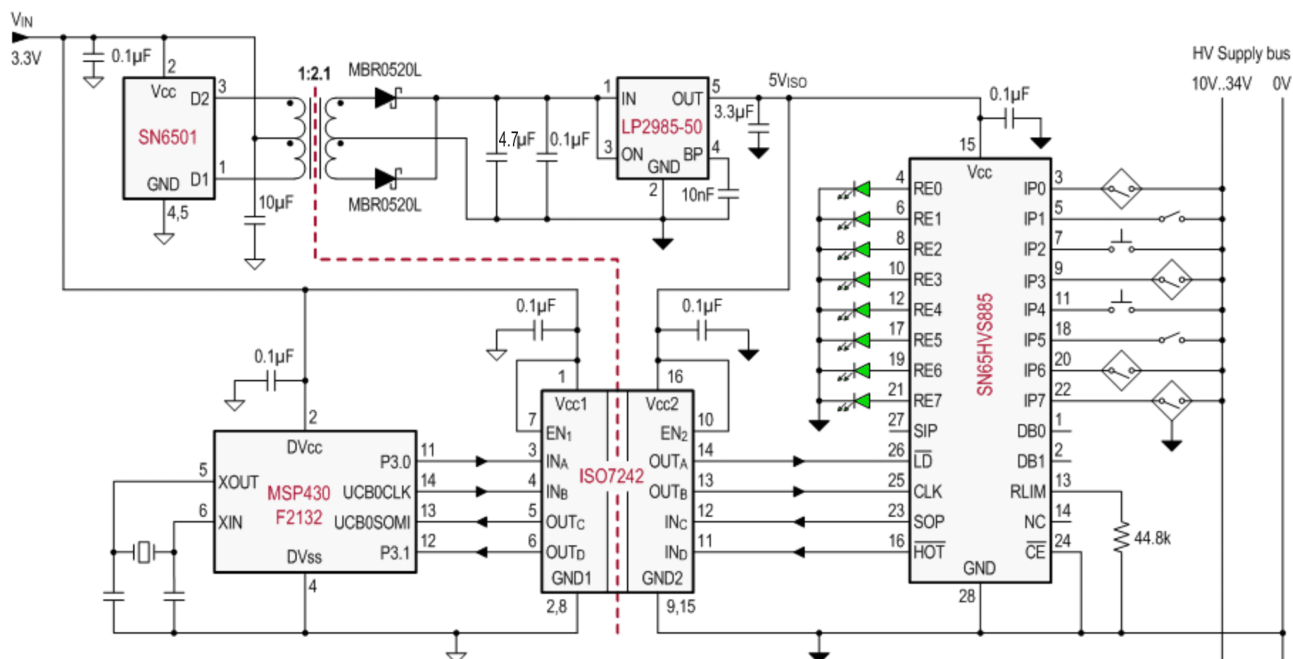 VIN
3.3V
0.1µF
2
Vcc
3
D2
SN6501
1
D1
GND
4,5
10µF
1:2.1
MBR0520L
MBR0520L
4.7µF
0.1µF
1
IN
OUT
5
LP2985-50
3
ON
BP
4
GND
2
10nF
3.3µF
5VISO
0.1µF
HV Supply bus
10V..34V
0V
15
Vcc
4
RE0
IP0
3
6
RE1
IP1
5
8
RE2
IP2
7
10
RE3
IP3
9
12
RE4
IP4
11
17
RE5
IP5
18
19
RE6
IP6
20
21
RE7
IP7
22
27
SIP
DB0
1
26
LD
DB1
2
25
CLK
RLIM
13
23
SOP
NC
14
16
HOT
CE
24
GND
28
SN65HVS885
44.8k
0.1µF
0.1µF
0.1µF
1
16
Vcc1
Vcc2
7
EN1
EN2
10
3
INA
OUTA
14
4
INB
OUTB
13
5
OUTC
INC
12
6
OUTD
IND
11
ISO7242
GND1
GND2
2,8
9,15
2
DVcc
5
XOUT
P3.0
11
MSP430
F2132
UCB0CLK
14
6
XIN
UCB0SOMI
13
P3.1
12
DVss
4